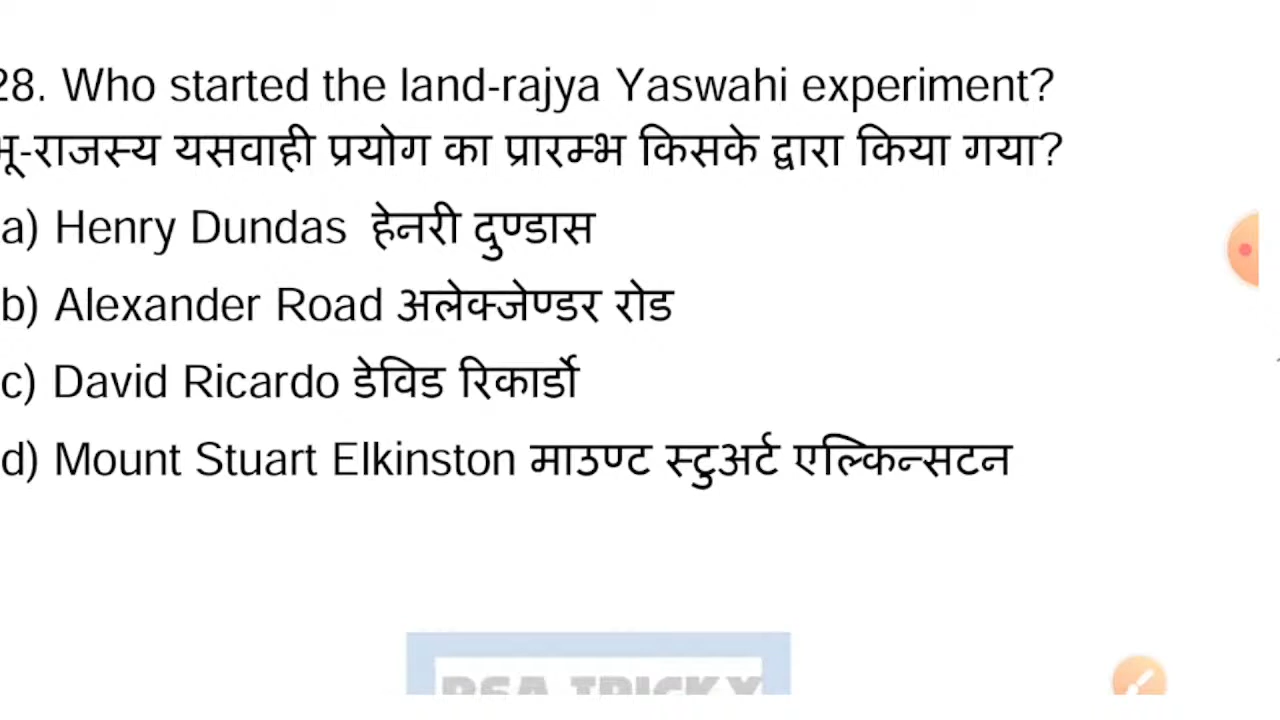 28. Who started the land-rajya Yaswahi experiment?
भू-राजस्य यसवाही प्रयोग का प्रारम्भ किसके द्वारा किया गया?
a) Henry Dundas हेनरी दुण्डास
b) Alexander Road अलेक्जेण्डर रोड
c) David Ricardo डेविड रिकार्डो
d) Mount Stuart Elkinston माउण्ट स्टुअर्ट एल्किन्सटन